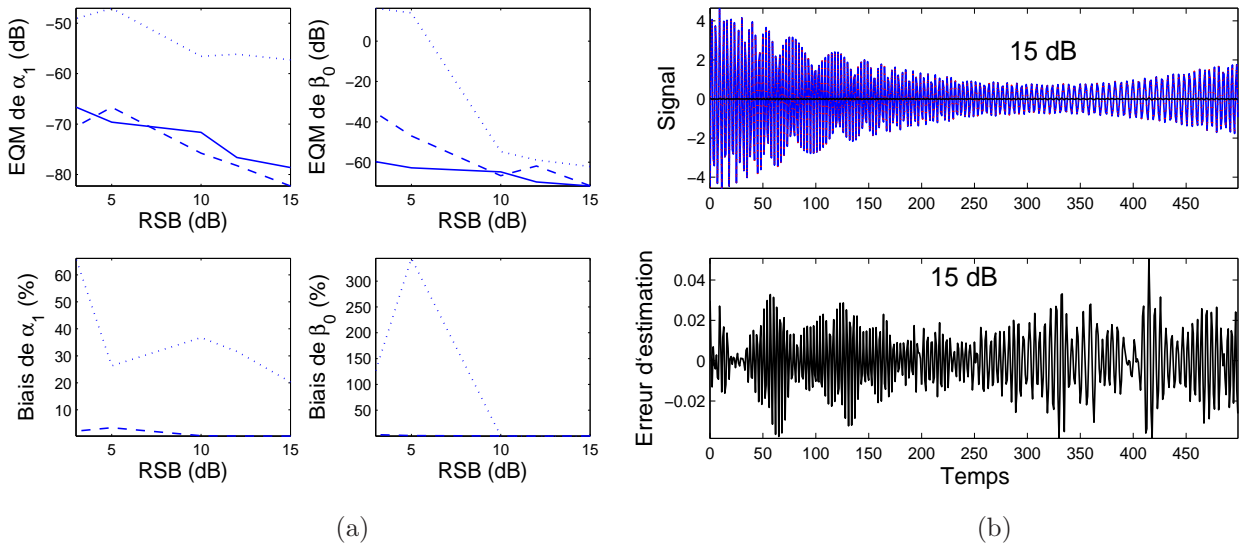 EQM de α1 (dB)
−50
−60
−70
−80
5
10
15
RSB (dB)
EQM de β0 (dB)
0
−20
−40
−60
5
10
15
RSB (dB)
Biais de α1 (%)
60
50
40
30
20
10
5
10
15
RSB (dB)
Biais de β0 (%)
300
250
200
150
100
50
5
10
15
RSB (dB)
(a)
Signal
4
2
0
−2
−4
15 dB
0 50 100 150 200 250 300 350 400 450
Erreur d'estimation
0.04
0.02
0
−0.02
15 dB
0 50 100 150 200 250 300 350 400 450
Temps
(b)